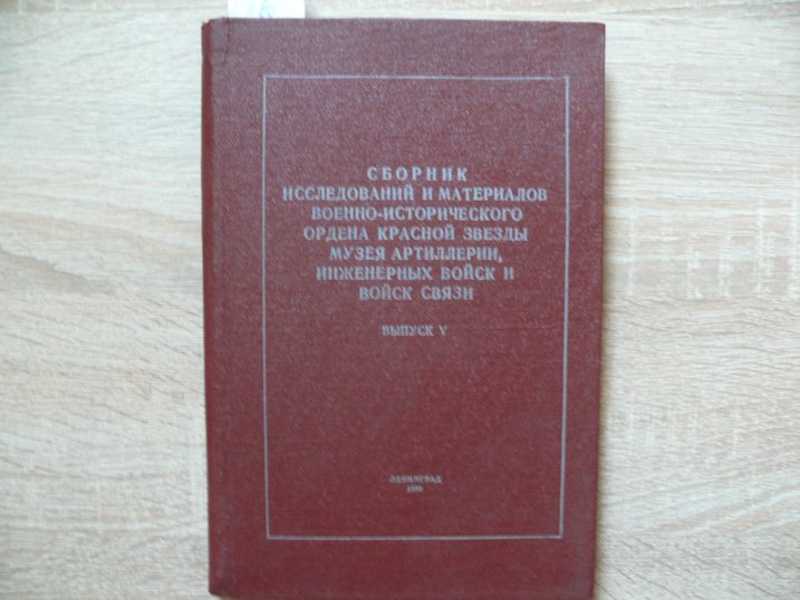 СБОРНИК
ИССЛЕДОВАНИЙ И МАТЕРИАЛОВ
ВОЕННО-ИСТОРИЧЕСКОГО
ОРДЕНА КРАСНОЙ ЗВЕЗДЫ
МУЗЕЯ АРТИЛЛЕРИИ,
ИНЖЕНЕРНЫХ ВОЙСК И
ВОЙСК СВЯЗИ
ВЫПУСК V
ЛЕНИНГРАД